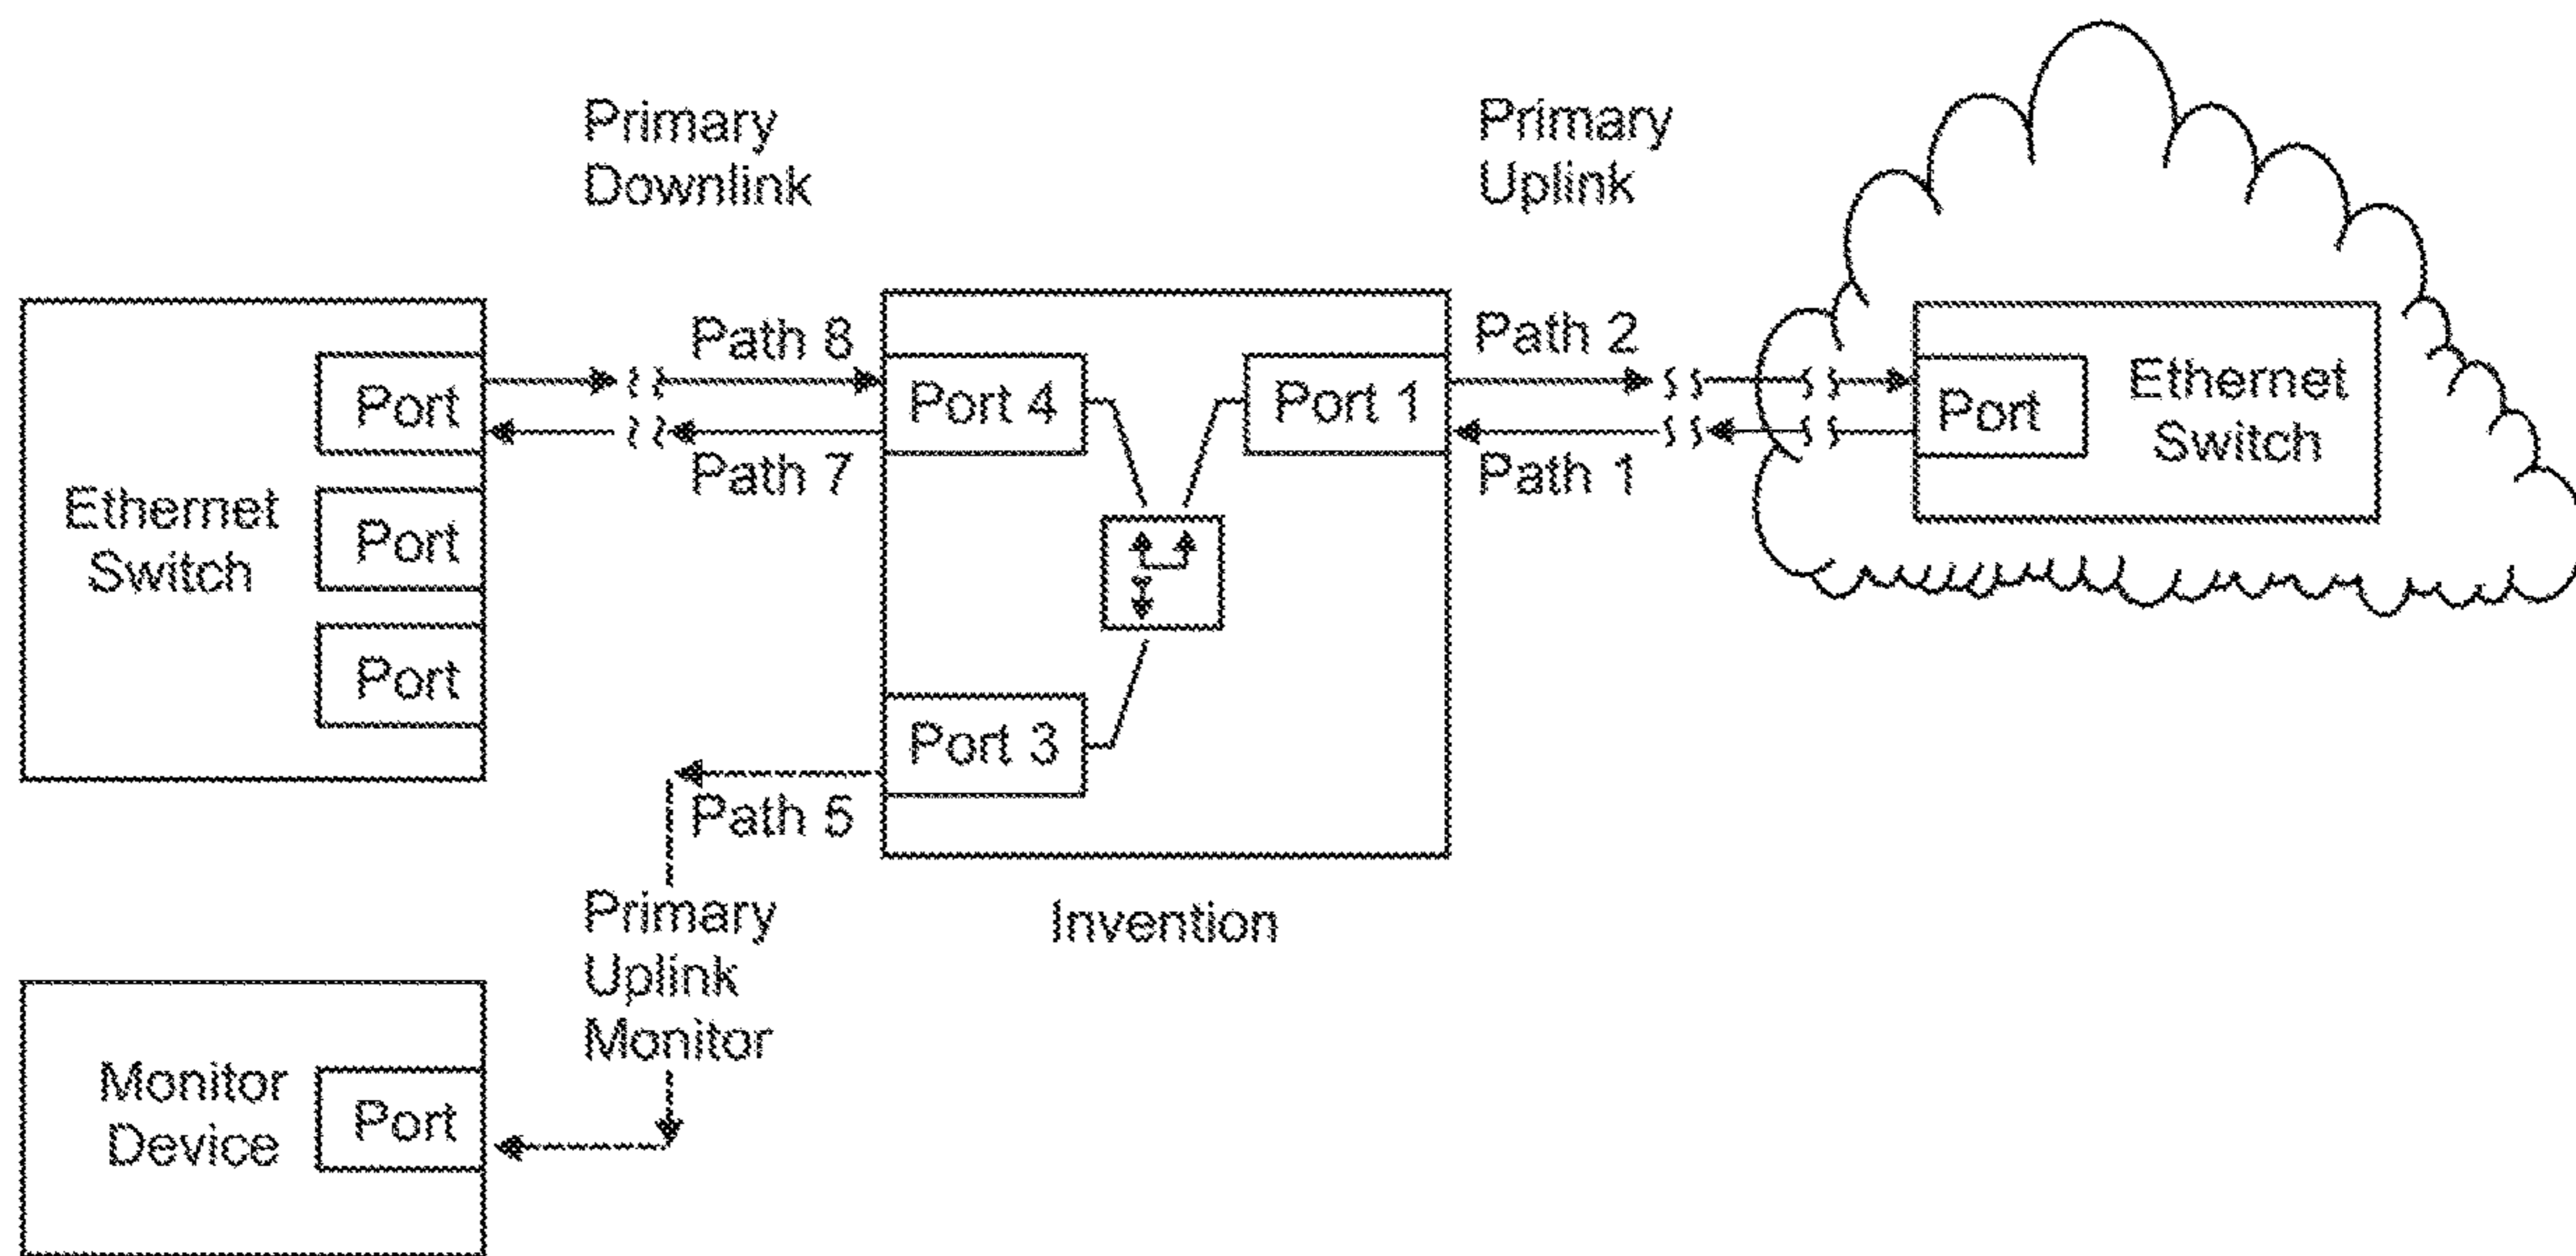 Primary
Downlink
Primary
Uplink
Path 8
Path 2
Port
Port 4
Port 1
Port
Ethernet
Switch
Path 7
Path 1
Ethernet
Switch
Port
Port
Port 3
Path 5
Primary
Uplink
Monitor
Invention
Monitor
Device
Port